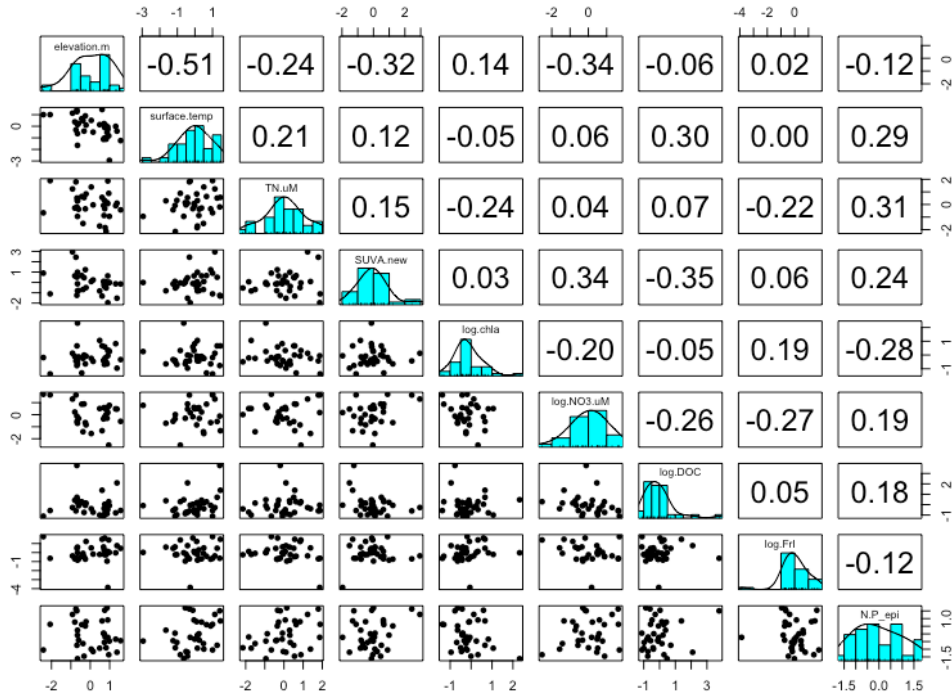 -3 -1 1 -2 0 2 -2 0 -4 -2 0
elevation.m -0.51 -0.24 -0.32 0.14 -0.34 -0.06 0.02 -0.12 -2 0
-3 0 surface.temp 0.21 0.12 -0.05 0.06 0.30 0.00 0.29
TN.uM 0.15 -0.24 0.04 0.07 -0.22 0.31 -2 0 2
-2 1 3 SUVA.new 0.03 0.34 -0.35 0.06 0.24
log.chla -0.20 -0.05 0.19 -0.28 -1 1
-2 0 log.NO3.uM -0.26 -0.27 0.19
log.DOC 0.05 0.18 -1 2
-4 -1 log.FrI -0.12
N.P_epi -1.5 1.0
-2 0 1 -2 0 1 2 -1 1 -1 1 3 -1.5 0.0 1.5